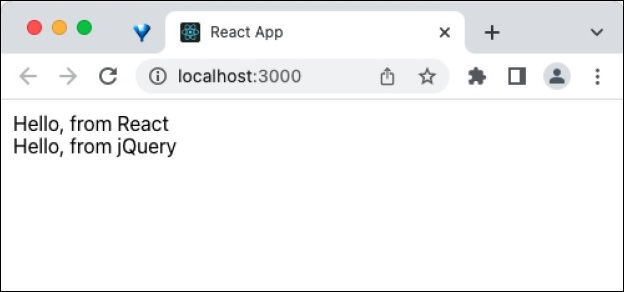 React App
localhost:3000
Hello, from React
Hello, from jQuery